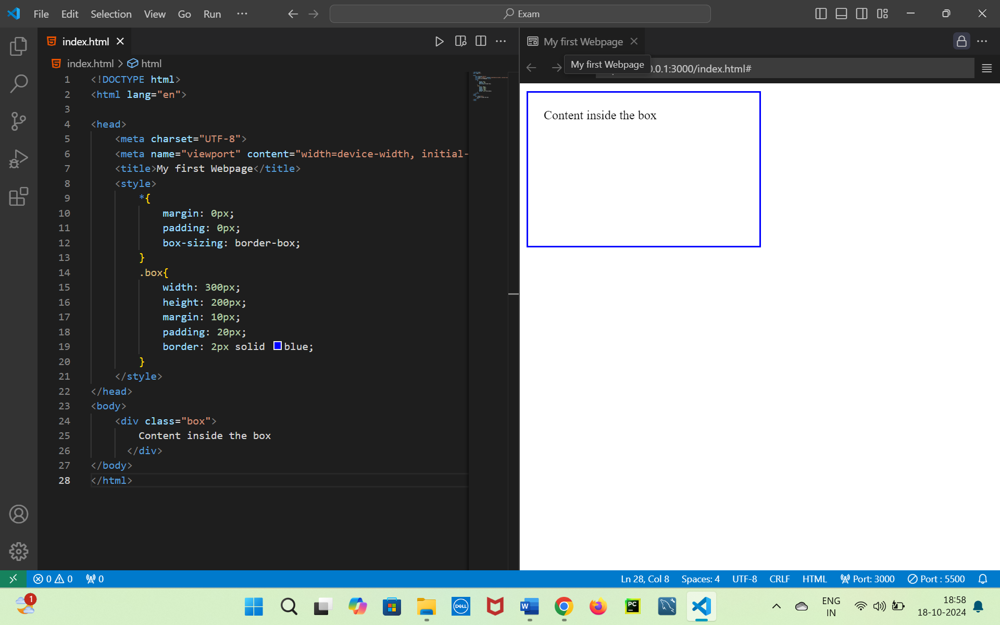 File Edit Selection View Go Run ···
Exam
index.html
My first Webpage
index.html > html
My first Webpage
0.0.1:3000/index.html#
1 <!DOCTYPE html>
2 <html lang="en">
3
4 <head>
5 <meta charset="UTF-8">
6 <meta name="viewport" content="width=device-width, initial-
7 <title>My first Webpage</title>
8 <style>
9 *{
10 margin: 0px;
11 padding: 0px;
12 box-sizing: border-box;
13 }
14 .box{
15 width: 300px;
16 height: 200px;
17 margin: 10px;
18 padding: 20px;
19 border: 2px solid blue;
20 }
21 </style>
22 </head>
23 <body>
24 <div class="box">
25 Content inside the box
26 </div>
27 </body>
28 </html>
Content inside the box
0 0 0
Ln 28, Col 8 Spaces: 4 UTF-8 CRLF HTML Port: 3000 Port : 5500
1
DELL
W
PC
ENG
IN
18:58
18-10-2024